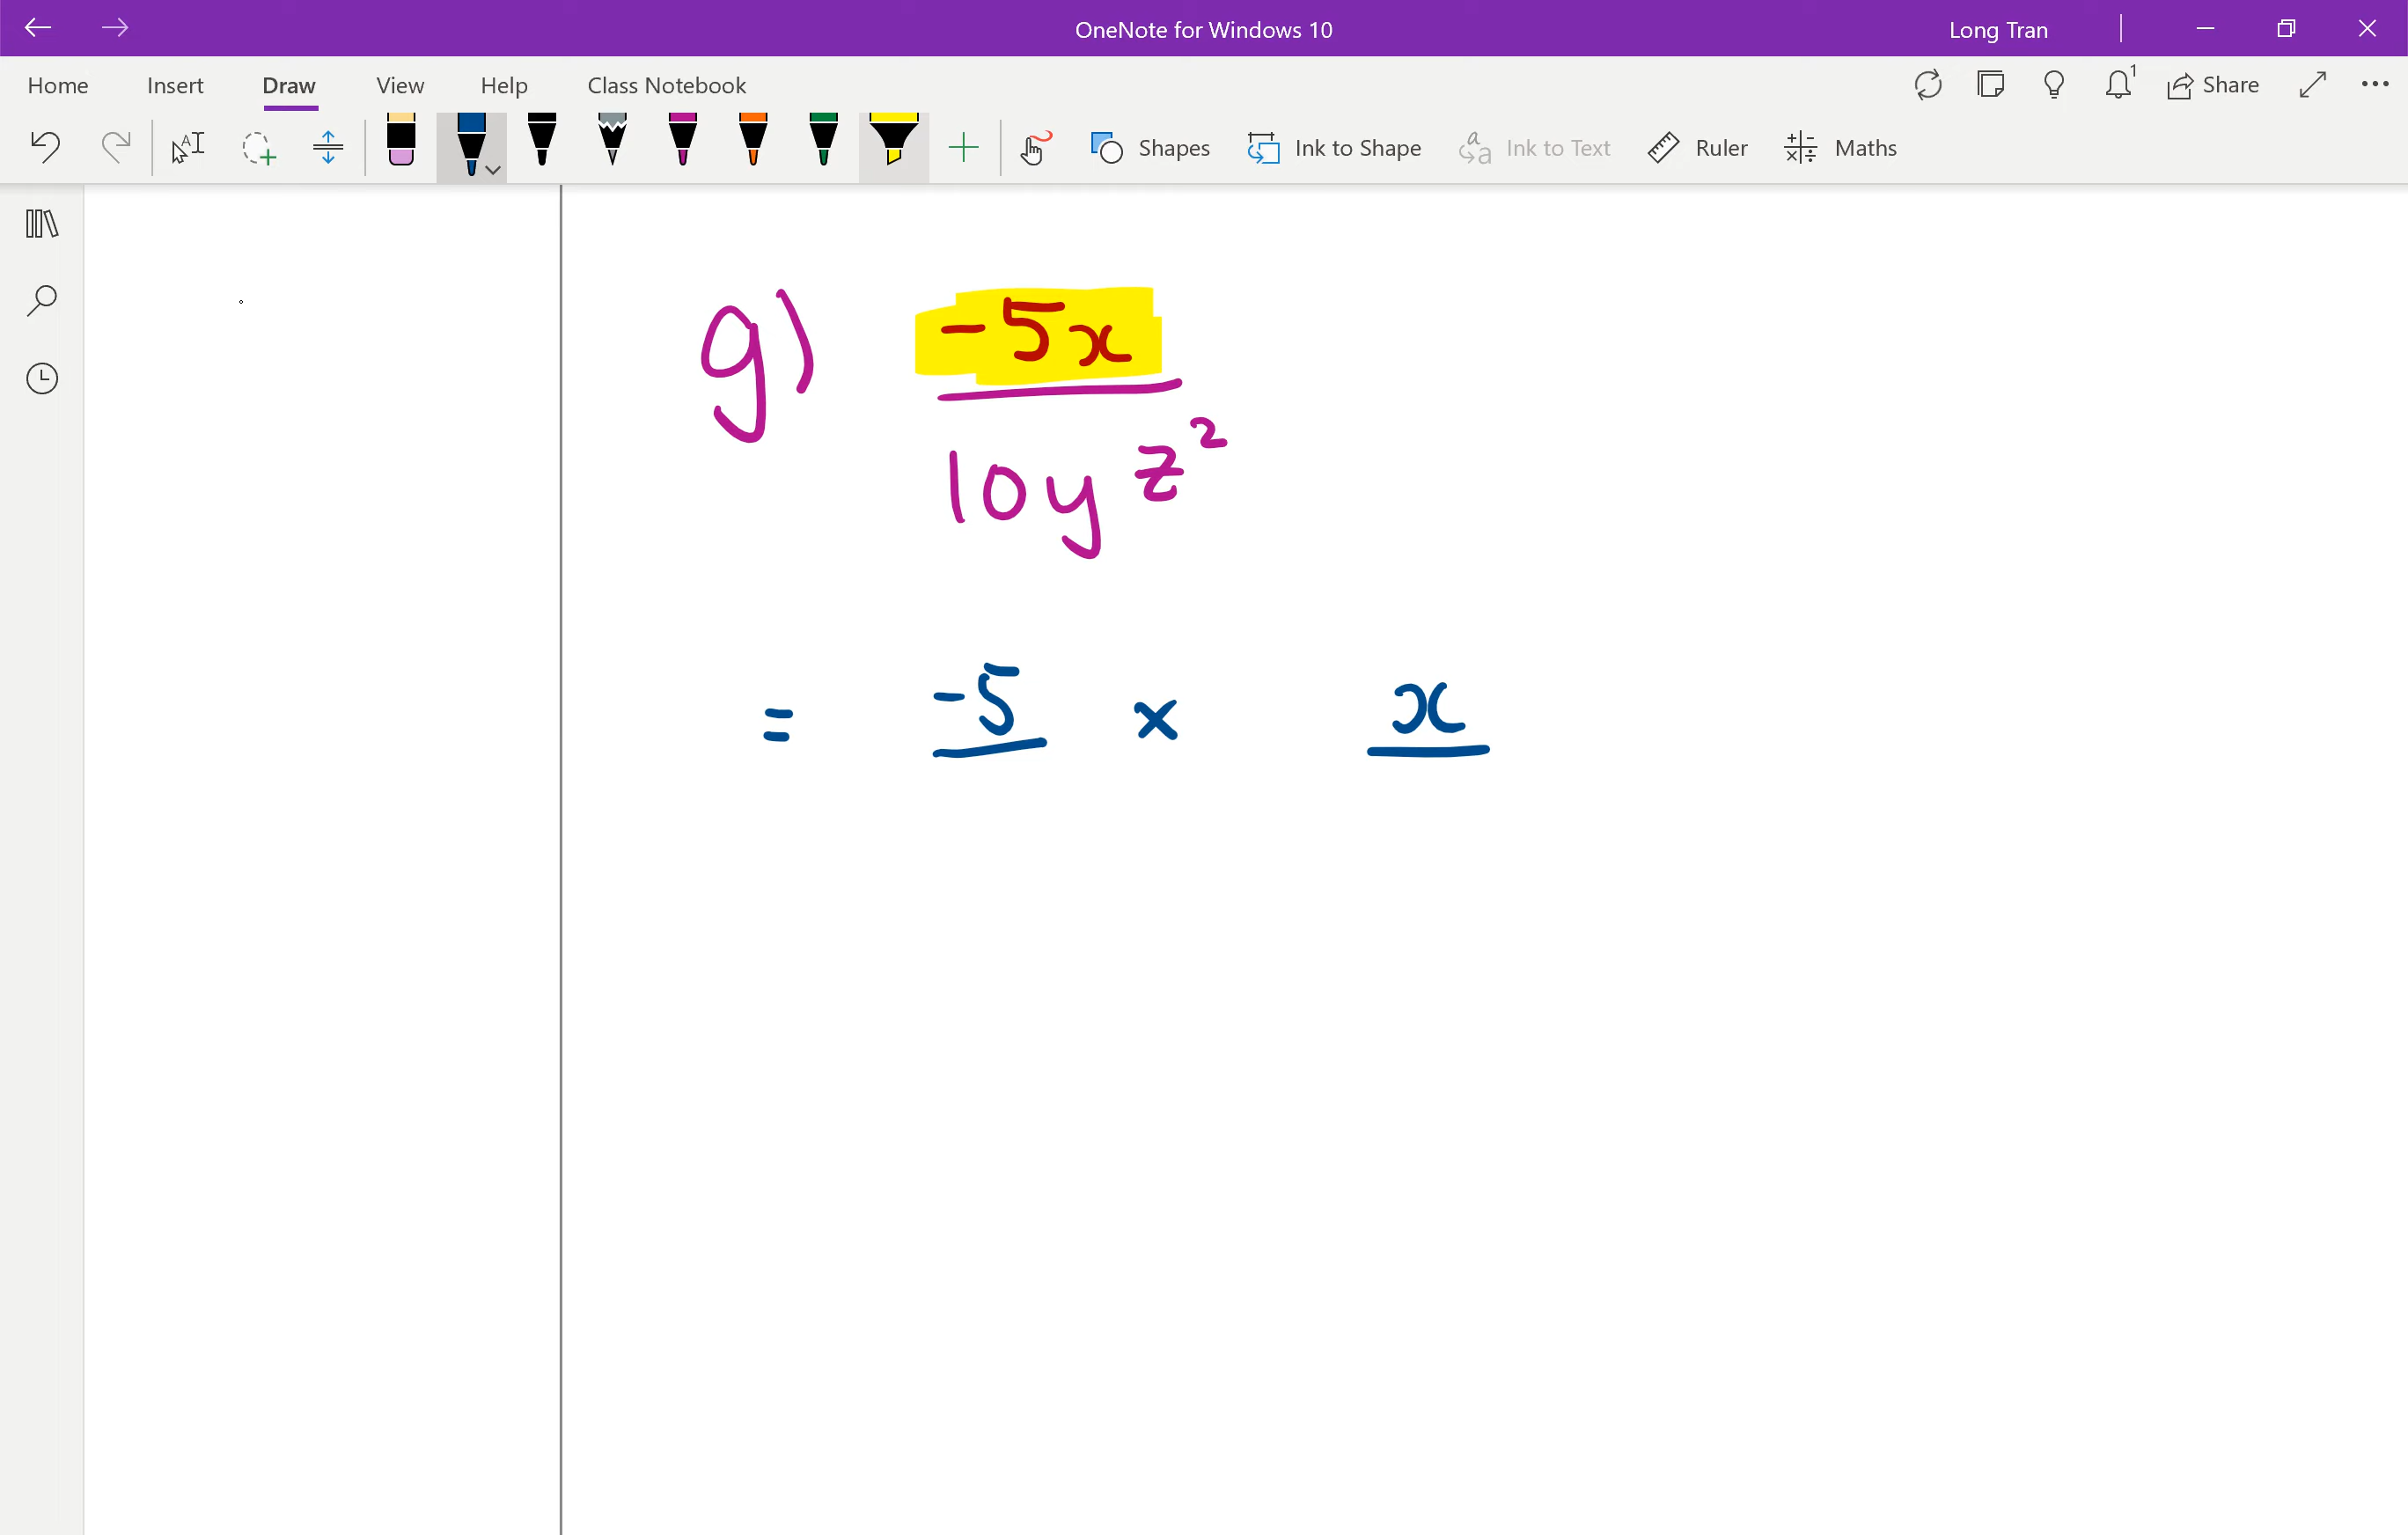 OneNote for Windows 10 Long Tran
Home Insert Draw View Help Class Notebook 1 Share
Shapes Ink to Shape Ink to Text Ruler Maths
g) -5x
10yz²
= -5 × x